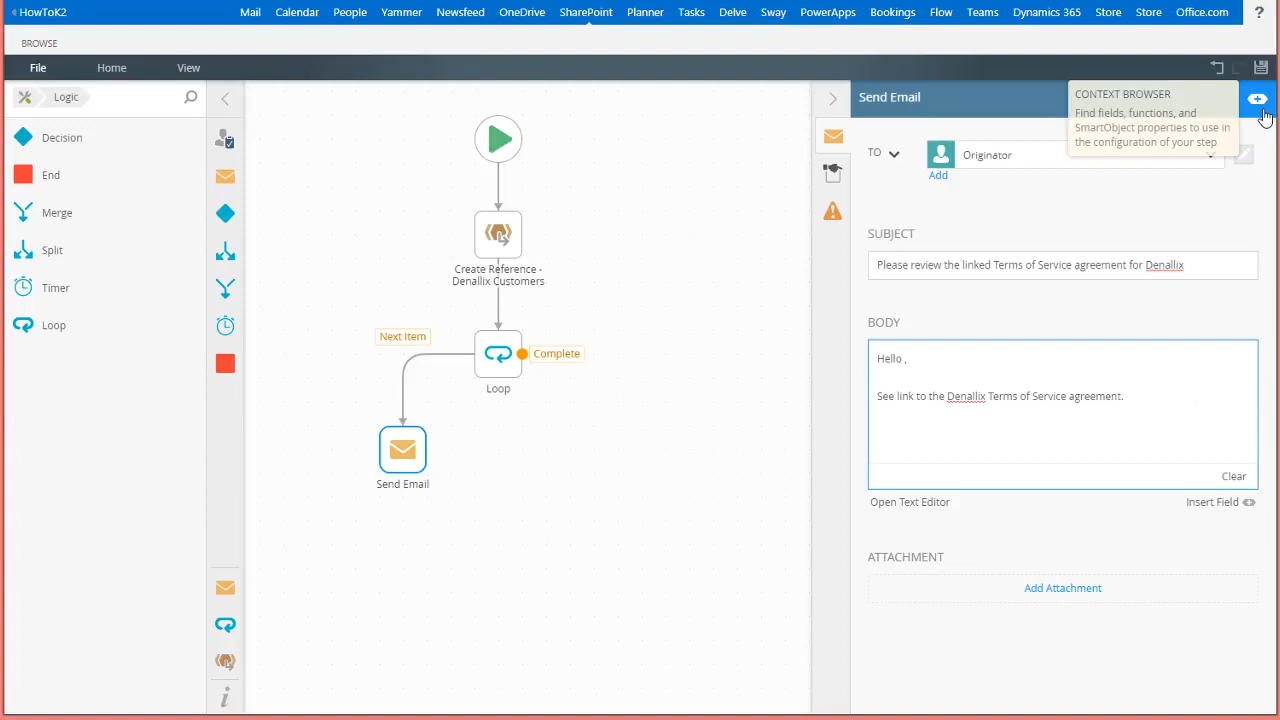 HowToK2
Mail Calendar People Yammer Newsfeed OneDrive SharePoint Planner Tasks Delve Sway PowerApps Bookings Flow Teams Dynamics 365 Store Store Office.com ?
BROWSE
File Home View
Logic
Decision
End
Merge
Split
Timer
Loop
Create Reference -
Denallix Customers
Next Item
Complete
Loop
Send Email
Send Email
CONTEXT BROWSER
Find fields, functions, and
SmartObject properties to use in
the configuration of your step
TO
Originator
Add
SUBJECT
Please review the linked Terms of Service agreement for Denallix
BODY
Hello ,
See link to the Denallix Terms of Service agreement.
Clear
Open Text Editor
Insert Field
ATTACHMENT
Add Attachment